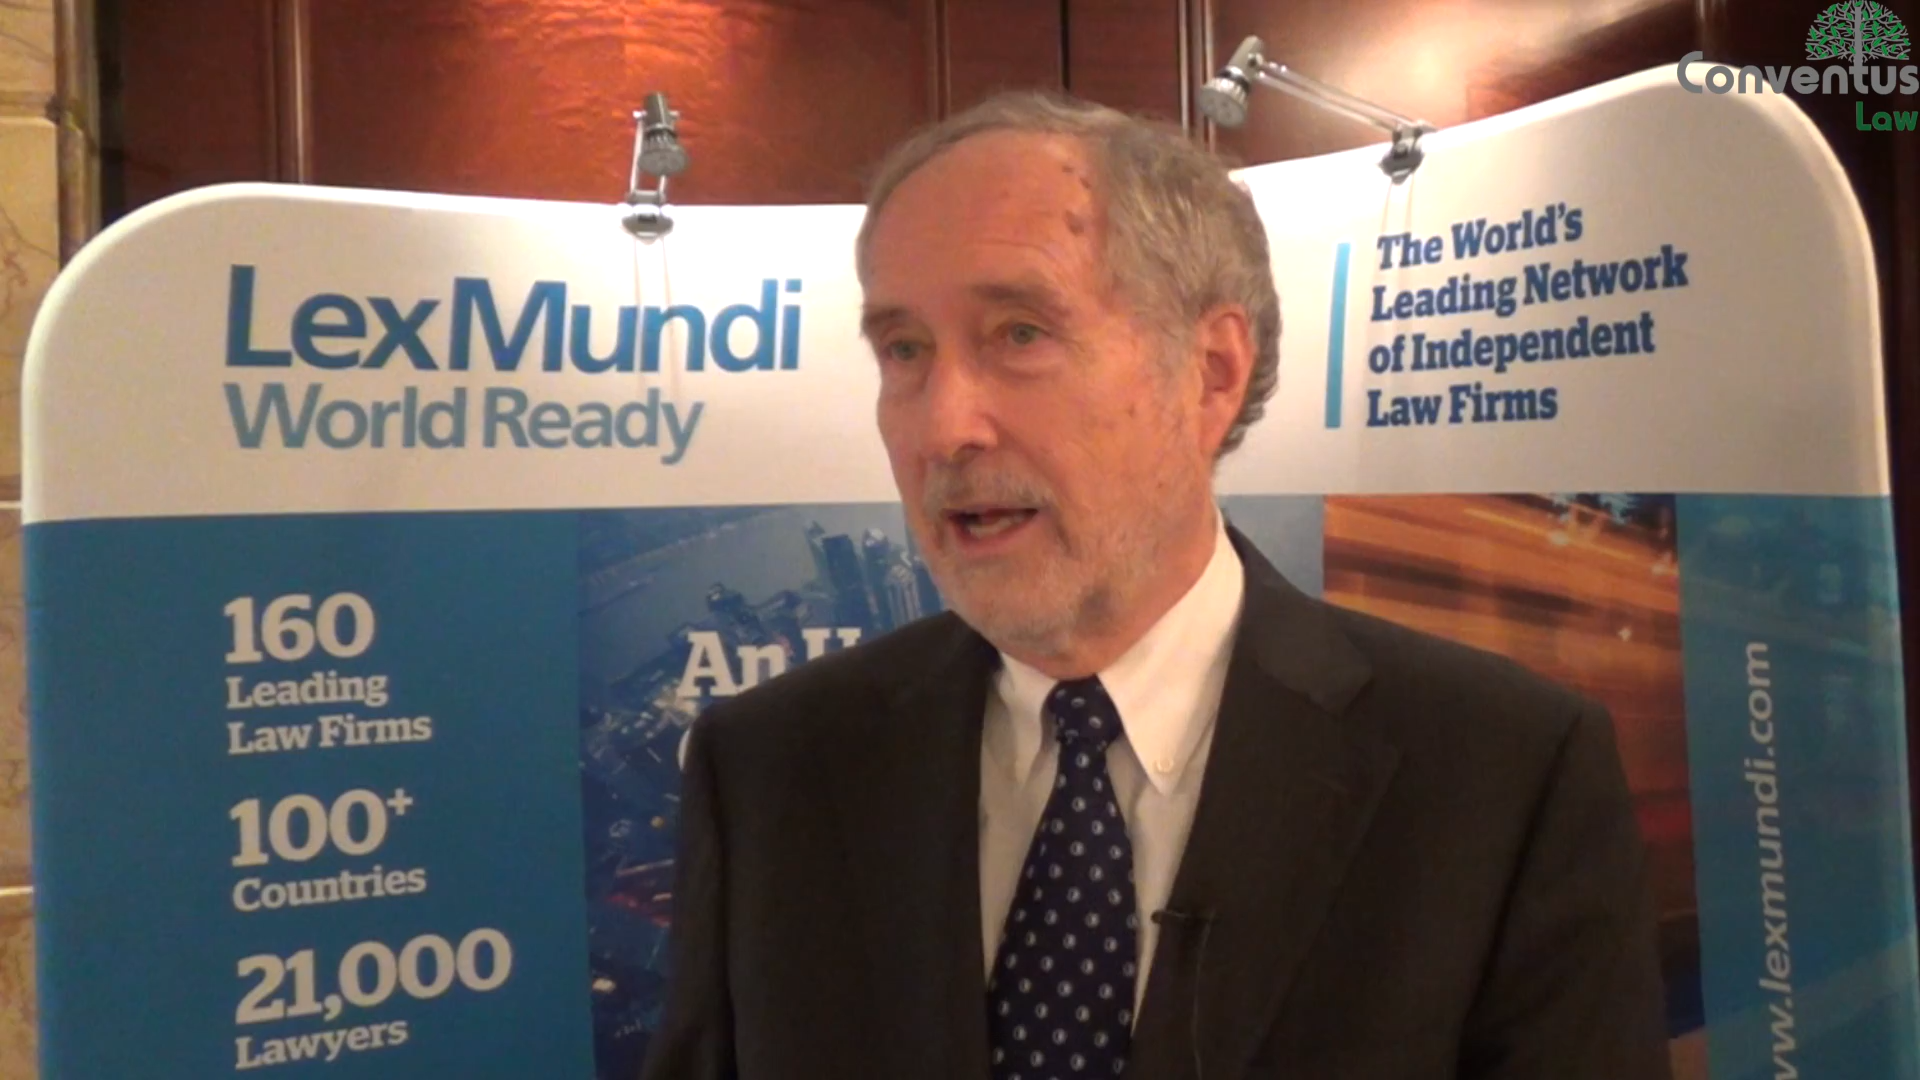 Conventus
Law
LexMundi
World Ready
The World's
Leading Network
of Independent
Law Firms
160
Leading
Law Firms
100+
Countries
21,000
Lawyers
An
w.lexmundi.com